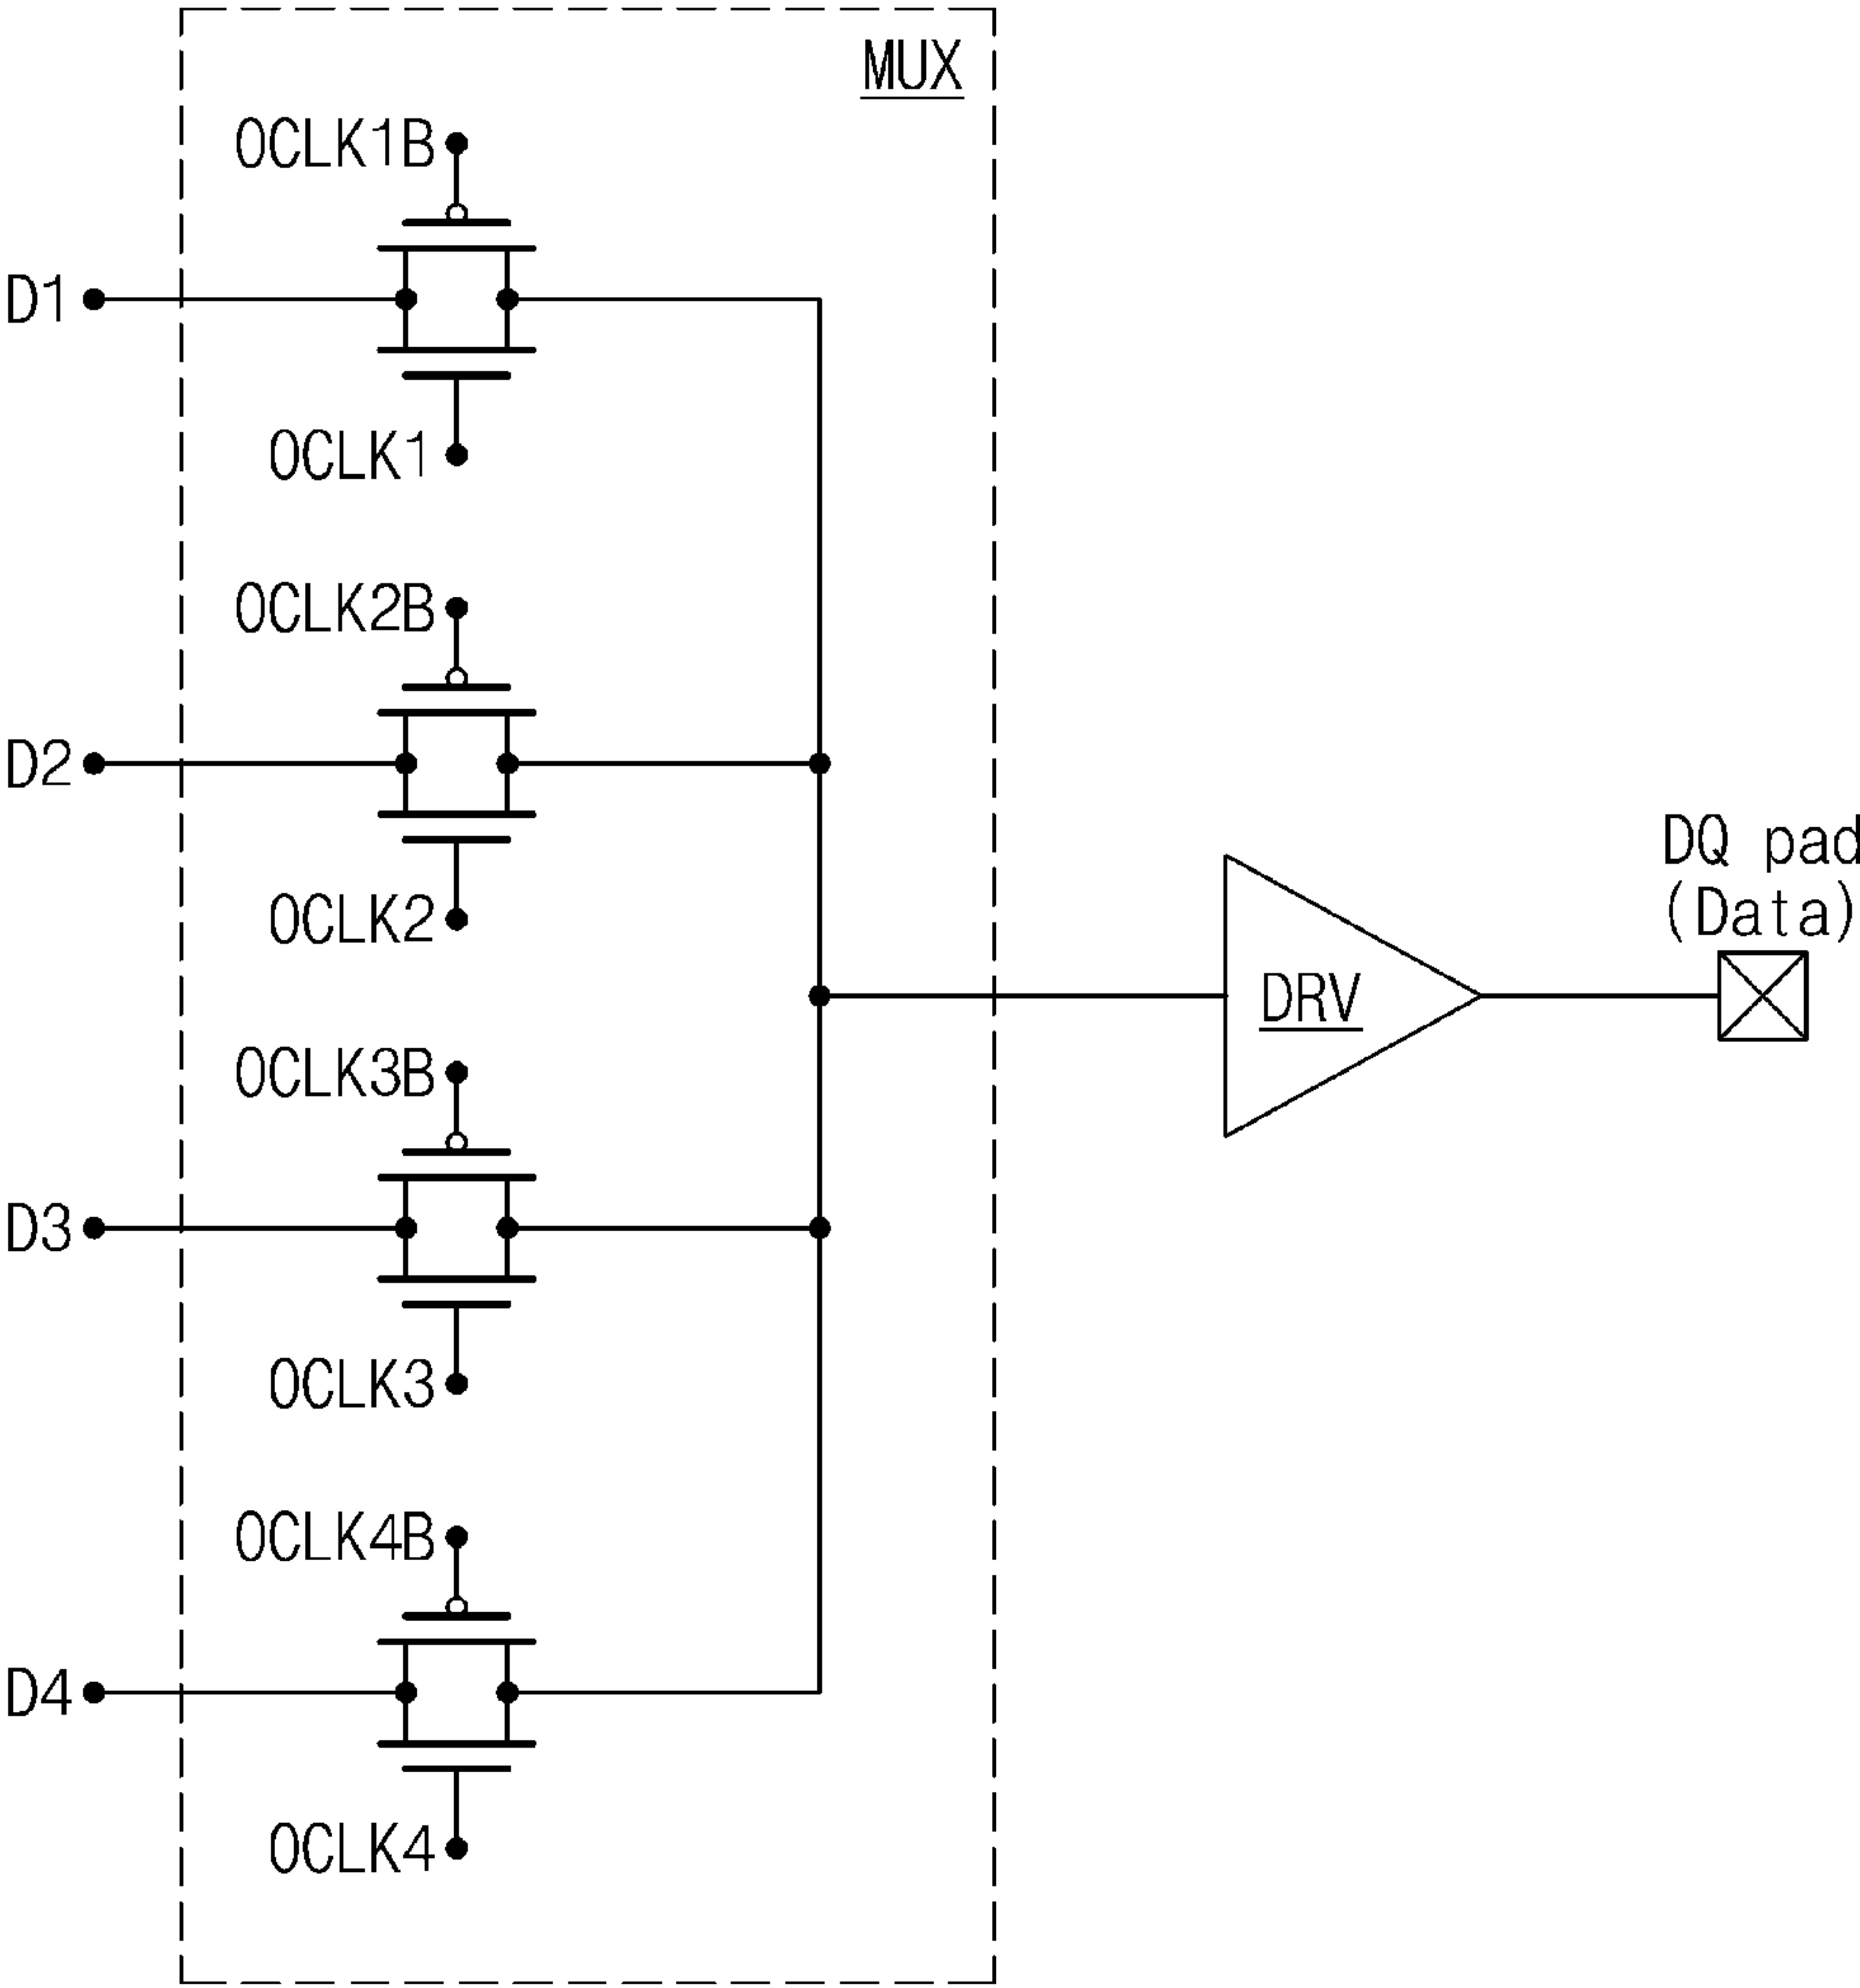 MUX
OCLK1B
D1
OCLK1
OCLK2B
D2
OCLK2
DQ pad
(Data)
DRV
OCLK3B
D3
OCLK3
OCLK4B
D4
OCLK4